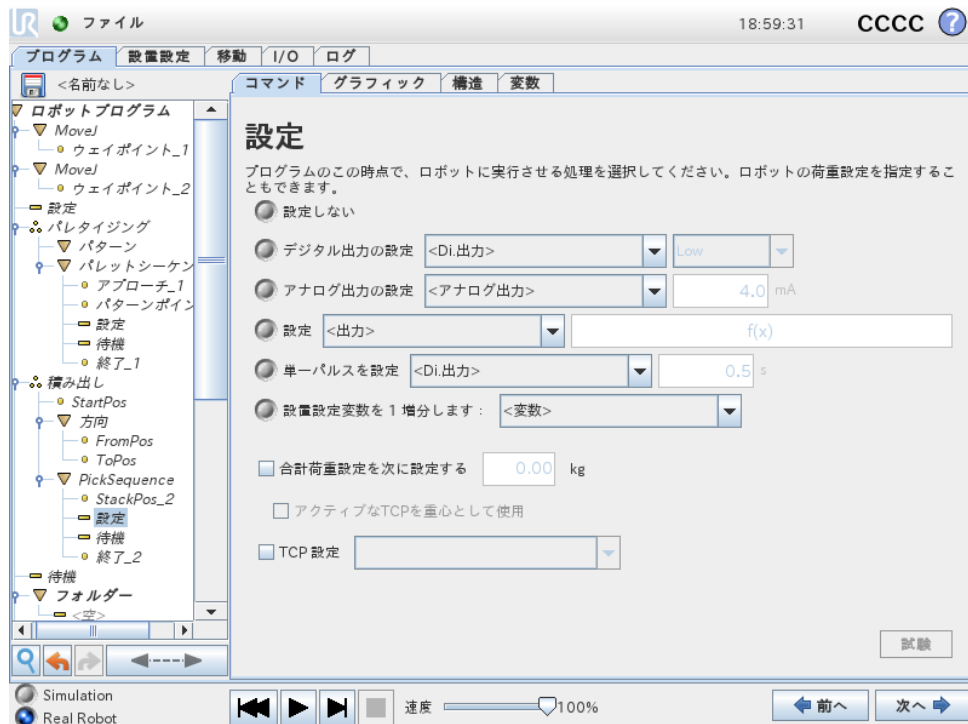 UR ファイル 18:59:31 CCCC ?
プログラム 設置設定 移動 I/O ログ
<名前なし>
コマンド グラフィック 構造 変数
ロボットプログラム
MoveJ
ウェイポイント_1
MoveJ
ウェイポイント_2
設定
パレタイジング
パターン
パレットシーケン
アプローチ_1
パターンポイン
設定
待機
終了_1
積み出し
StartPos
方向
FromPos
ToPos
PickSequence
StackPos_2
設定
待機
終了_2
待機
フォルダー
<空>
設定
プログラムのこの時点で、ロボットに実行させる処理を選択してください。ロボットの荷重設定を指定するこ
ともできます。
設定しない
デジタル出力の設定 <Di.出力> Low
アナログ出力の設定 <アナログ出力> 4.0 mA
設定 <出力> f(x)
単一パルスを設定 <Di.出力> 0.5 s
設置設定変数を 1 増分します： <変数>
合計荷重設定を次に設定する 0.00 kg
アクティブなTCPを重心として使用
TCP 設定
試験
Simulation
Real Robot
速度 100%
前へ 次へ